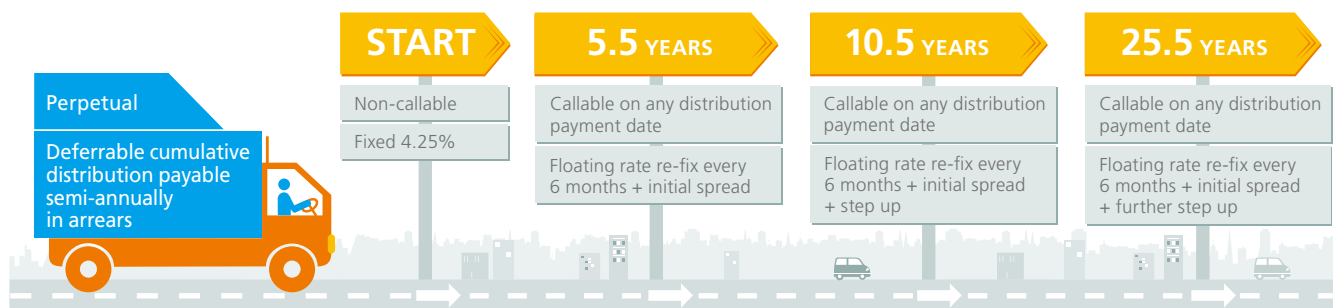 Perpetual
Deferrable cumulative
distribution payable
semi-annually
in arrears
START
Non-callable
Fixed 4.25%
5.5 YEARS
Callable on any distribution
payment date
Floating rate re-fix every
6 months + initial spread
10.5 YEARS
Callable on any distribution
payment date
Floating rate re-fix every
6 months + initial spread
+ step up
25.5 YEARS
Callable on any distribution
payment date
Floating rate re-fix every
6 months + initial spread
+ further step up